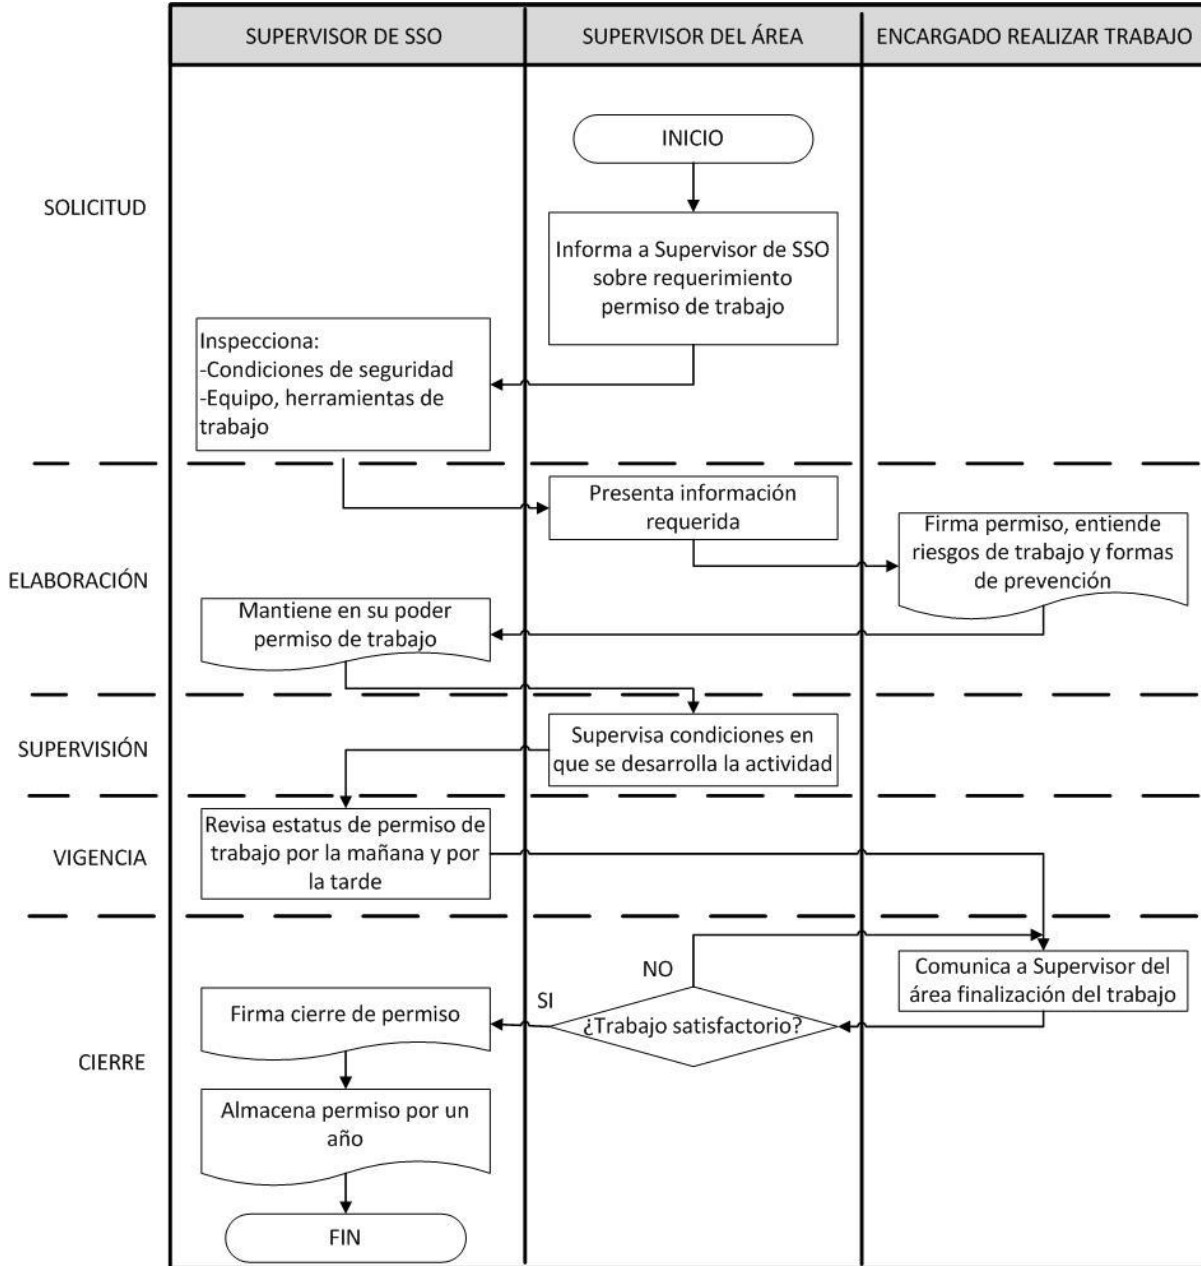 SUPERVISOR DE SSO
SUPERVISOR DEL ÁREA
ENCARGADO REALIZAR TRABAJO
SOLICITUD
INICIO
Informa a Supervisor de SSO
sobre requerimiento
permiso de trabajo
Inspecciona:
-Condiciones de seguridad
-Equipo, herramientas de
trabajo
ELABORACIÓN
Presenta información
requerida
Firma permiso, entiende
riesgos de trabajo y formas
de prevención
Mantiene en su poder
permiso de trabajo
SUPERVISIÓN
Supervisa condiciones en
que se desarrolla la actividad
VIGENCIA
Revisa estatus de permiso de
trabajo por la mañana y por
la tarde
CIERRE
Comunica a Supervisor del
área finalización del trabajo
NO
SI
¿Trabajo satisfactorio?
Firma cierre de permiso
Almacena permiso por un
año
FIN